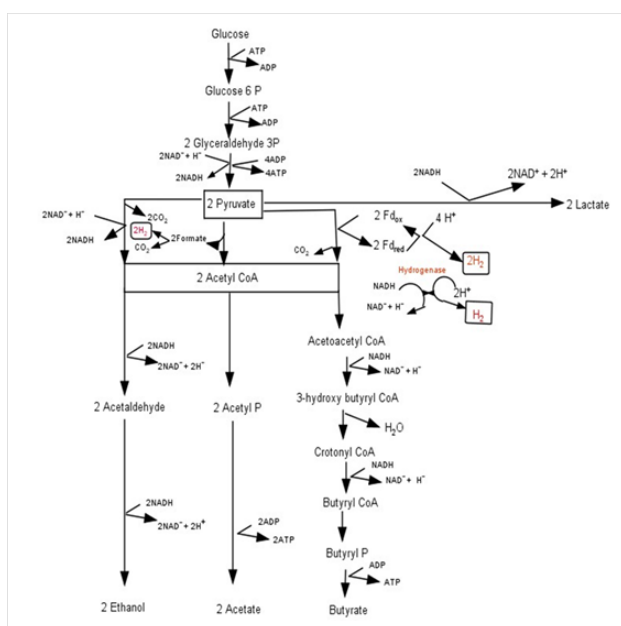 Glucose
ATP
ADP
Glucose 6 P
ATP
ADP
2 Glyceraldehyde 3P
2NAD⁺+ H⁻
4ADP
2NADH
4ATP
2 Pyruvate
2NADH
2NAD⁺ + 2H⁺
2 Lactate
2NAD⁻+ H⁻
2CO₂
2NADH
2H₂
2Formate
CO₂
CO₂
2 Fdox
4 H⁺
2 Fdred
2H₂
Hydrogenase
NADH
2H⁺
NAD⁻+ H⁻
H₂
2 Acetyl CoA
Acetoacetyl CoA
2NADH
2NAD⁻+ 2H⁻
NADH
NAD⁻+ H⁻
2 Acetaldehyde
2 Acetyl P
3-hydroxy butyryl CoA
H₂O
Crotonyl CoA
NADH
NAD⁺+ H⁻
Butyryl CoA
2NADH
2NAD⁻+ 2H⁺
2ADP
2ATP
Butyryl P
ADP
ATP
2 Ethanol
2 Acetate
Butyrate